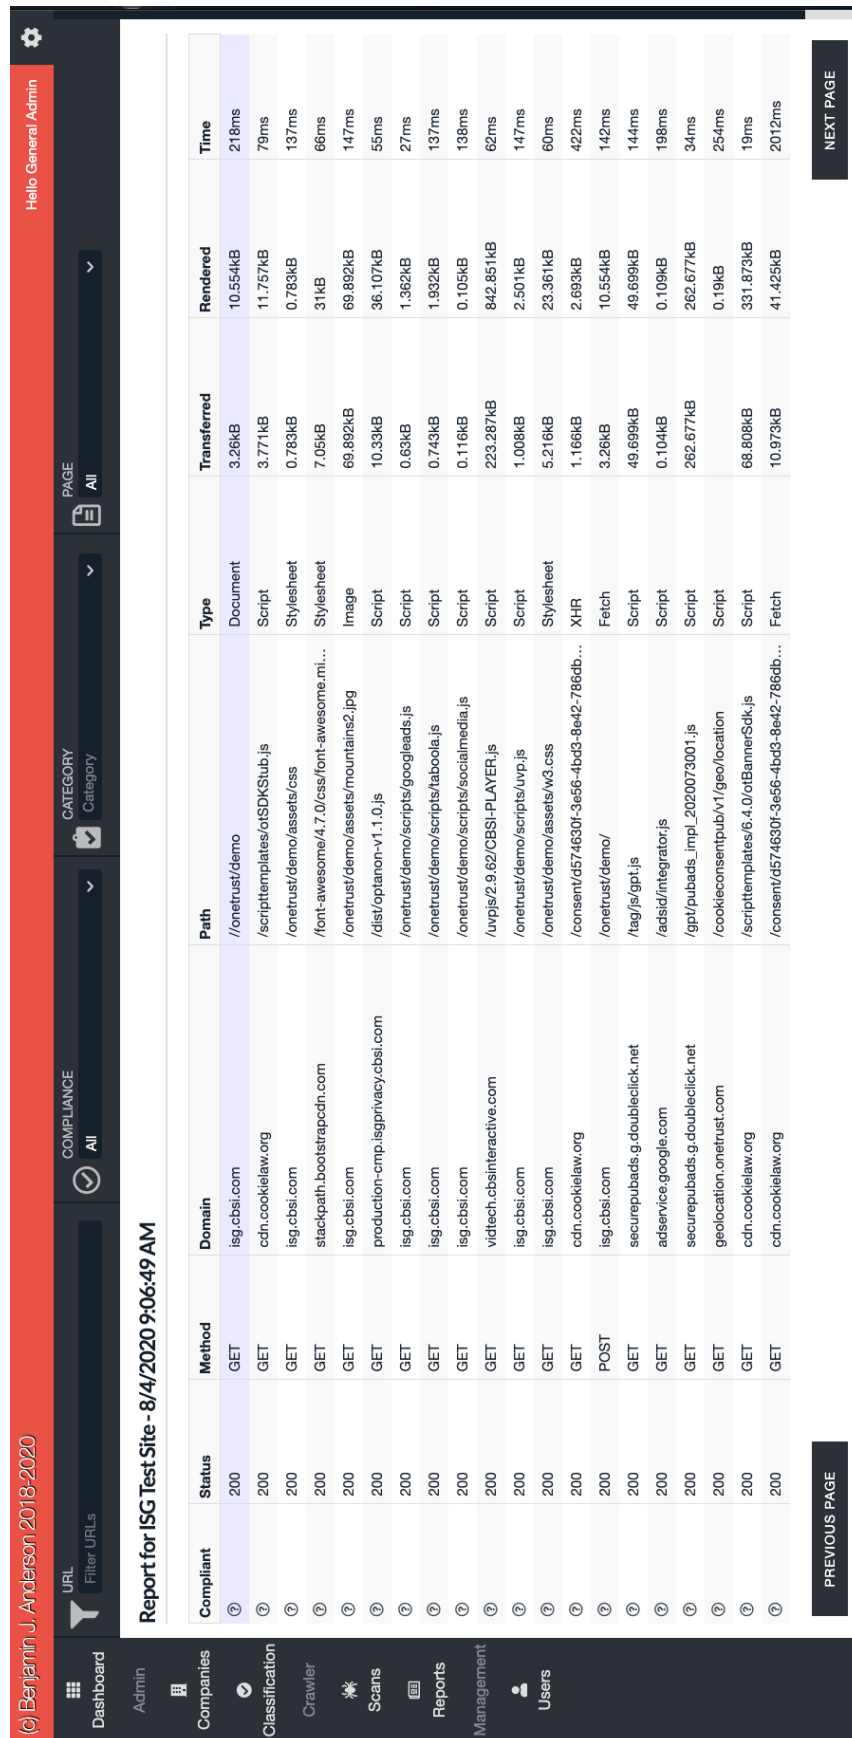 (c) Benjamin J. Anderson 2018-2020
Hello General Admin
URL
Filter URLs
COMPLIANCE
All
CATEGORY
Category
PAGE
All
Dashboard
Admin
Companies
Classification
Crawler
Scans
Reports
Management
Users
Report for ISG Test Site - 8/4/2020 9:06:49 AM
Compliant Status Method Domain Path Type Transferred Rendered Time
200 GET isg.cbsi.com //onetrust/demo Document 3.26kB 10.554kB 218ms
200 GET cdn.cookielaw.org /scripttemplates/otSDKStub.js Script 3.771kB 11.757kB 79ms
200 GET isg.cbsi.com /onetrust/demo/assets/css Stylesheet 0.783kB 0.783kB 137ms
200 GET stackpath.bootstrapcdn.com /font-awesome/4.7.0/css/font-awesome.mi... Stylesheet 7.05kB 31kB 66ms
200 GET isg.cbsi.com /onetrust/demo/assets/mountains2.jpg Image 69.892kB 69.892kB 147ms
200 GET production-cmp.isgprivacy.cbsi.com /dist/optanon-v1.1.0.js Script 10.33kB 36.107kB 55ms
200 GET isg.cbsi.com /onetrust/demo/scripts/googleads.js Script 0.63kB 1.362kB 27ms
200 GET isg.cbsi.com /onetrust/demo/scripts/taboola.js Script 0.743kB 1.932kB 137ms
200 GET isg.cbsi.com /onetrust/demo/scripts/socialmedia.js Script 0.116kB 0.105kB 138ms
200 GET vidtech.cbsinteractive.com /uvpjs/2.9.62/CBSI-PLAYER.js Script 223.287kB 842.851kB 62ms
200 GET isg.cbsi.com /onetrust/demo/scripts/uvp.js Script 1.008kB 2.501kB 147ms
200 GET isg.cbsi.com /onetrust/demo/assets/w3.css Stylesheet 5.216kB 23.361kB 60ms
200 GET cdn.cookielaw.org /consent/d574630f-3e56-4bd3-8e42-786db... XHR 1.166kB 2.693kB 422ms
200 POST isg.cbsi.com /onetrust/demo/ Fetch 3.26kB 10.554kB 142ms
200 GET securepubads.g.doubleclick.net /tag/js/gpt.js Script 49.699kB 49.699kB 144ms
200 GET adservice.google.com /adsid/integrator.js Script 0.104kB 0.109kB 198ms
200 GET securepubads.g.doubleclick.net /gpt/pubads_impl_2020073001.js Script 262.677kB 262.677kB 34ms
200 GET geolocation.onetrust.com /cookieconsentpub/v1/geo/location Script 0.19kB 254ms
200 GET cdn.cookielaw.org /scripttemplates/6.4.0/otBannerSdk.js Script 68.808kB 331.873kB 19ms
200 GET cdn.cookielaw.org /consent/d574630f-3e56-4bd3-8e42-786db... Fetch 10.973kB 41.425kB 2012ms
PREVIOUS PAGE
NEXT PAGE